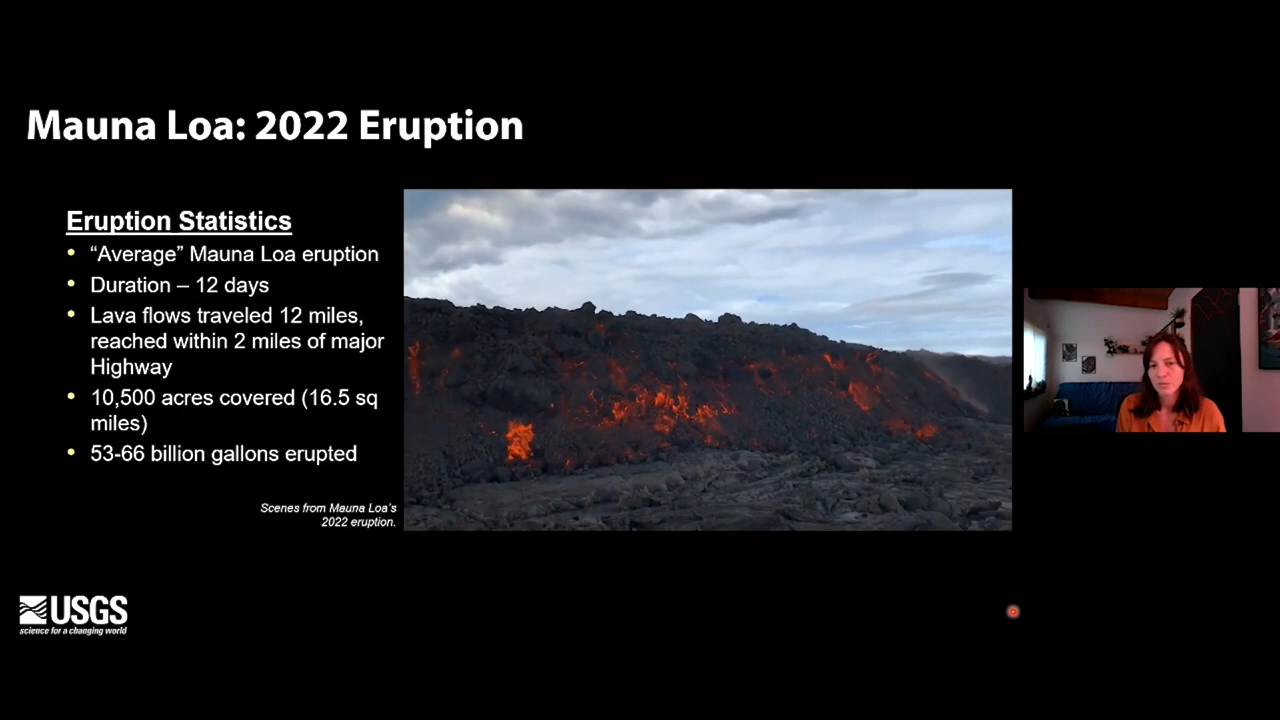 Mauna Loa: 2022 Eruption
Eruption Statistics
• “Average” Mauna Loa eruption
• Duration – 12 days
• Lava flows traveled 12 miles,
reached within 2 miles of major
Highway
• 10,500 acres covered (16.5 sq
miles)
• 53-66 billion gallons erupted
Scenes from Mauna Loa's
2022 eruption.
USGS
science for a changing world